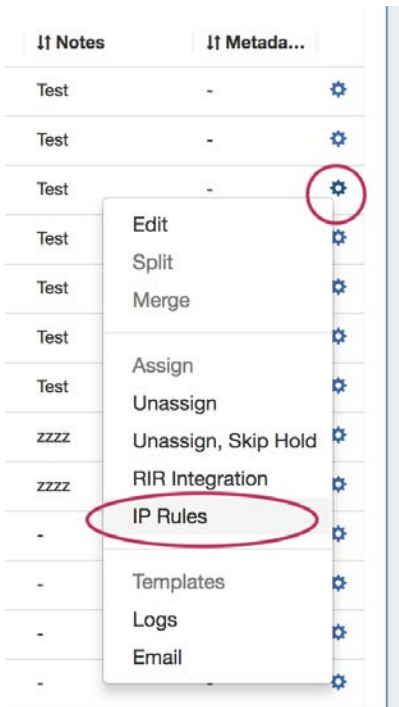 ↓↑ Notes ↓↑ Metada...
Test -
Test -
Test -
Test
Test
Test
Test
zzzz
zzzz
-
-
-
- -
Edit
Split
Merge
Assign
Unassign
Unassign, Skip Hold
RIR Integration
IP Rules
Templates
Logs
Email